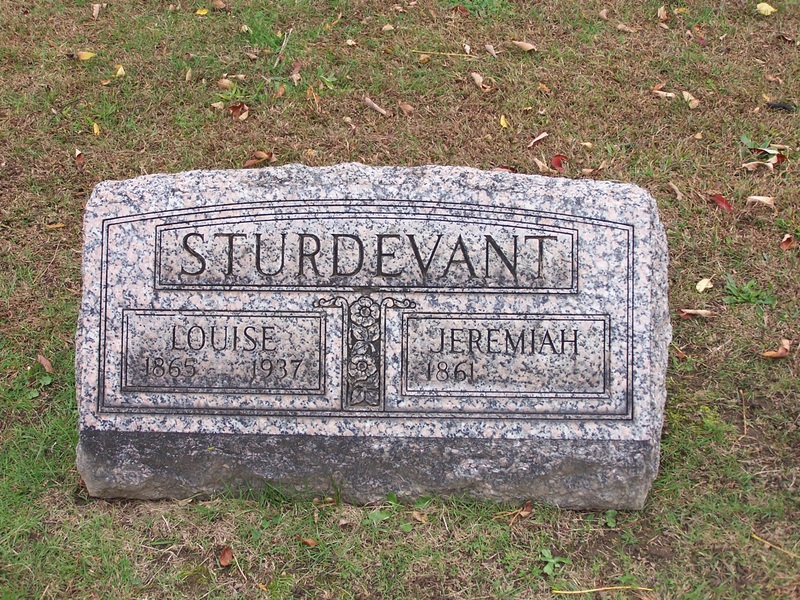 STURDEVANT
LOUISE
1865 1937
JEREMIAH
1861